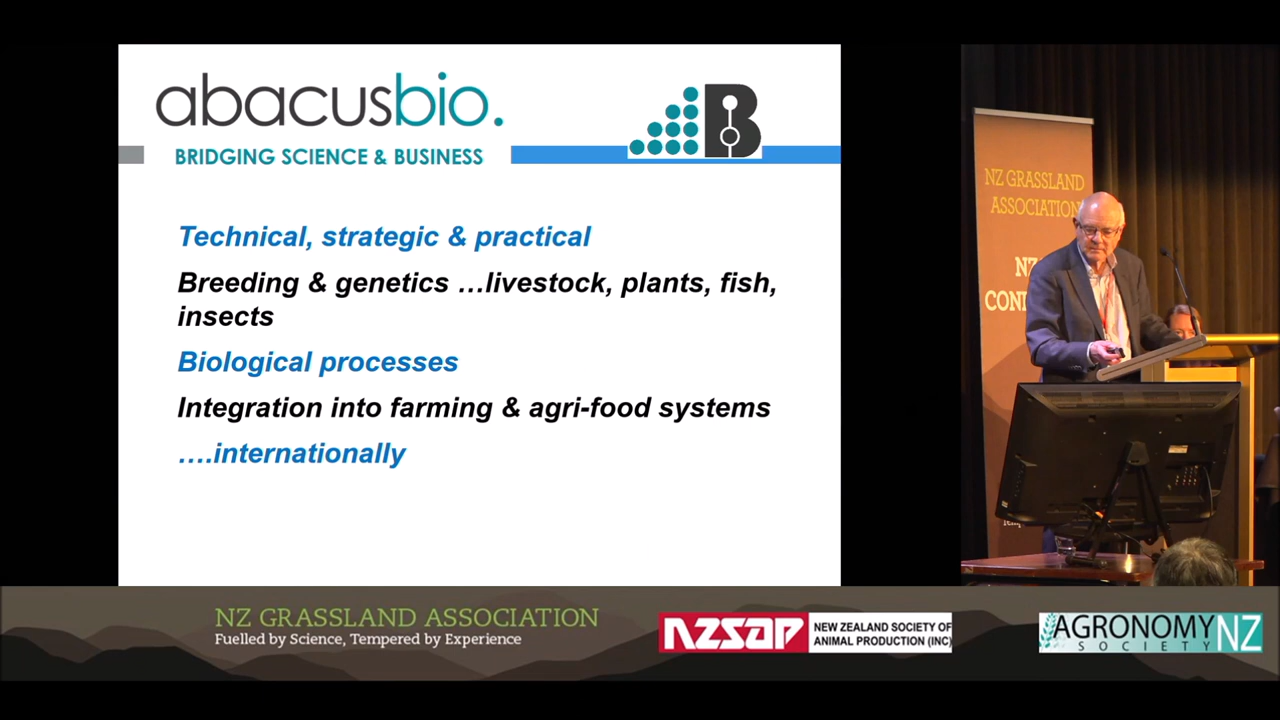 abacusbio.
B
BRIDGING SCIENCE & BUSINESS
Technical, strategic & practical
Breeding & genetics …livestock, plants, fish,
insects
Biological processes
Integration into farming & agri-food systems
….internationally
NZ GRASSLAND
ASSOCIATION
NZ GRASSLAND ASSOCIATION
Fuelled by Science, Tempered by Experience
NZSAP
NEW ZEALAND SOCIETY OF
ANIMAL PRODUCTION (INC)
AGRONOMY NZ
SOCIETY